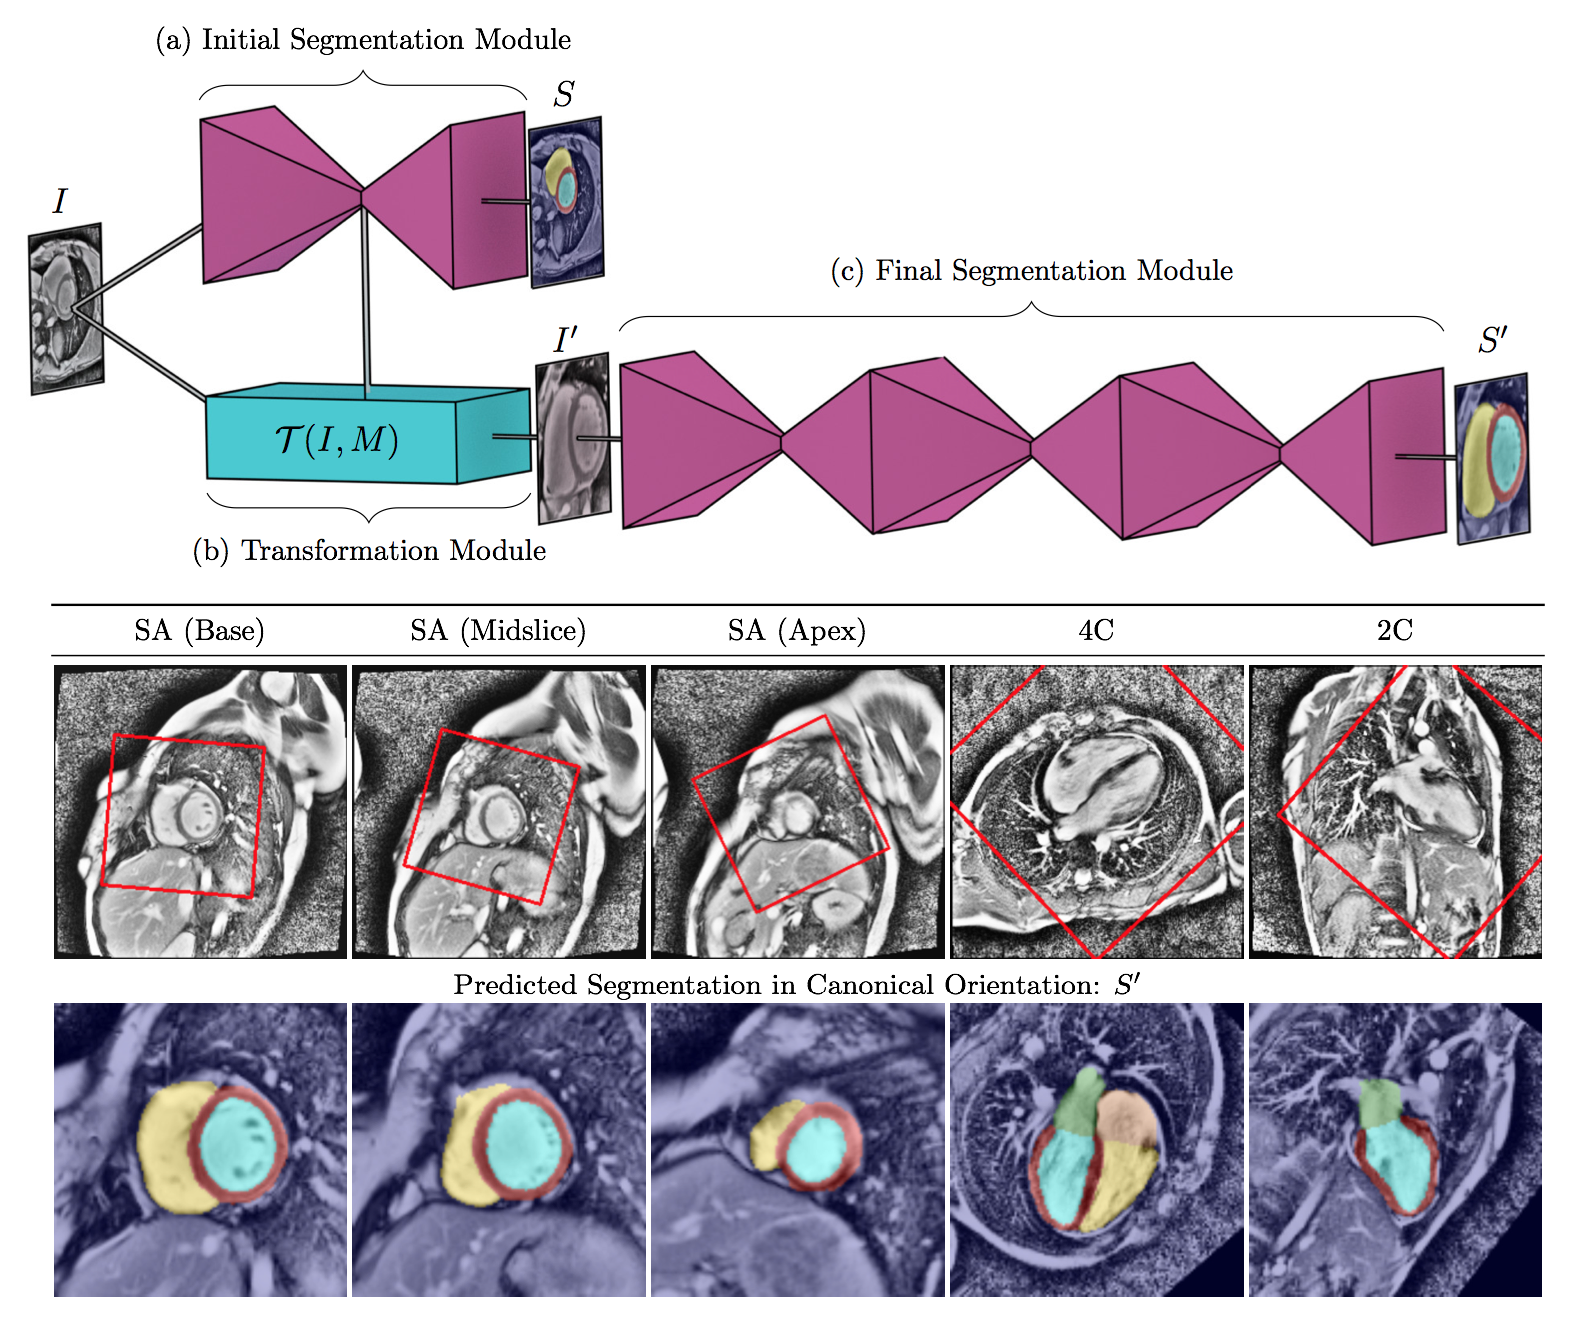 (a) Initial Segmentation Module
S
I
(c) Final Segmentation Module
I′
S′
𝒯(I, M)
(b) Transformation Module
SA (Base) SA (Midslice) SA (Apex) 4C 2C
Predicted Segmentation in Canonical Orientation: S′